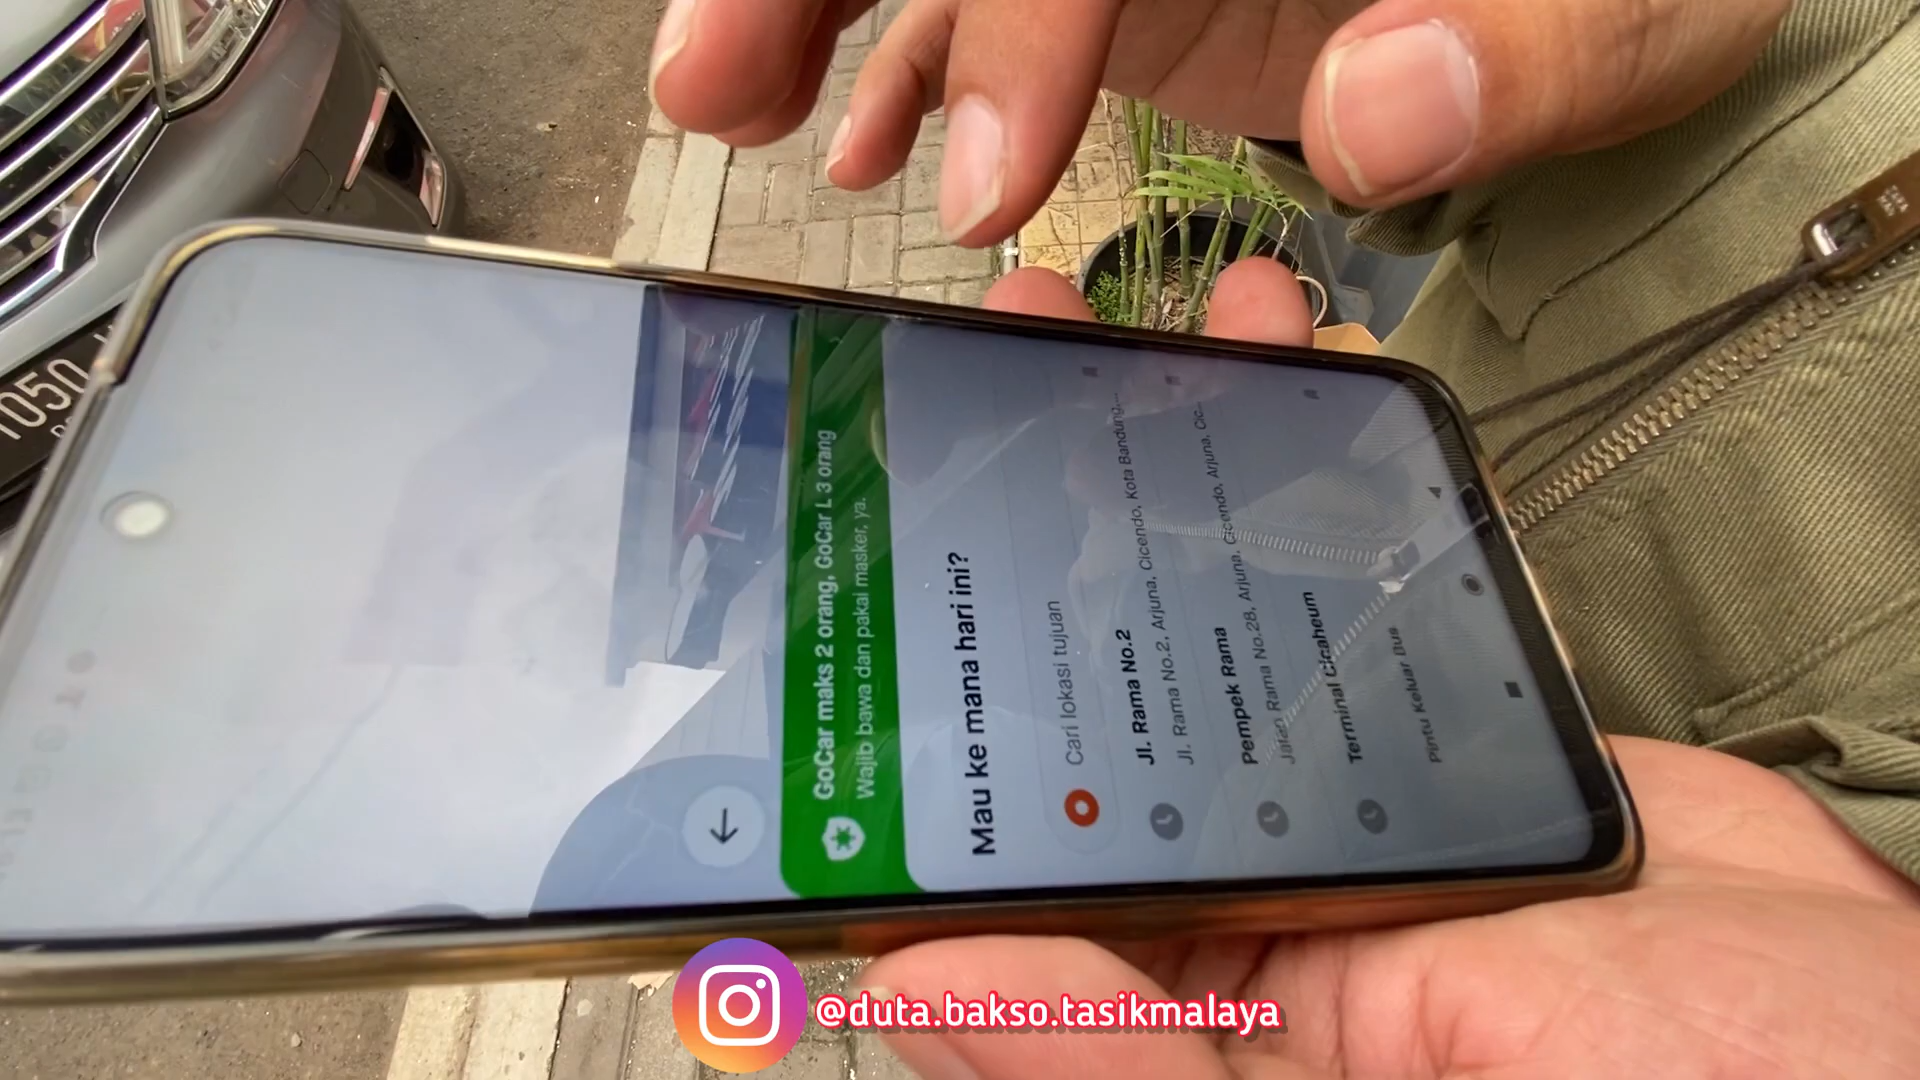 GoCar maks 2 orang, GoCar L 3 orang
Wajib bawa dan pakai masker, ya.
Mau ke mana hari ini?
Cari lokasi tujuan
Jl. Rama No.2
Jl. Rama No.2, Arjuna, Cicendo, Kota Bandung,...
Pempek Rama
Jalan Rama No.28, Arjuna, Cicendo, Arjuna, Cic...
Terminal Cicaheum
Pintu Keluar Bus
1050
@duta.bakso.tasikmalaya